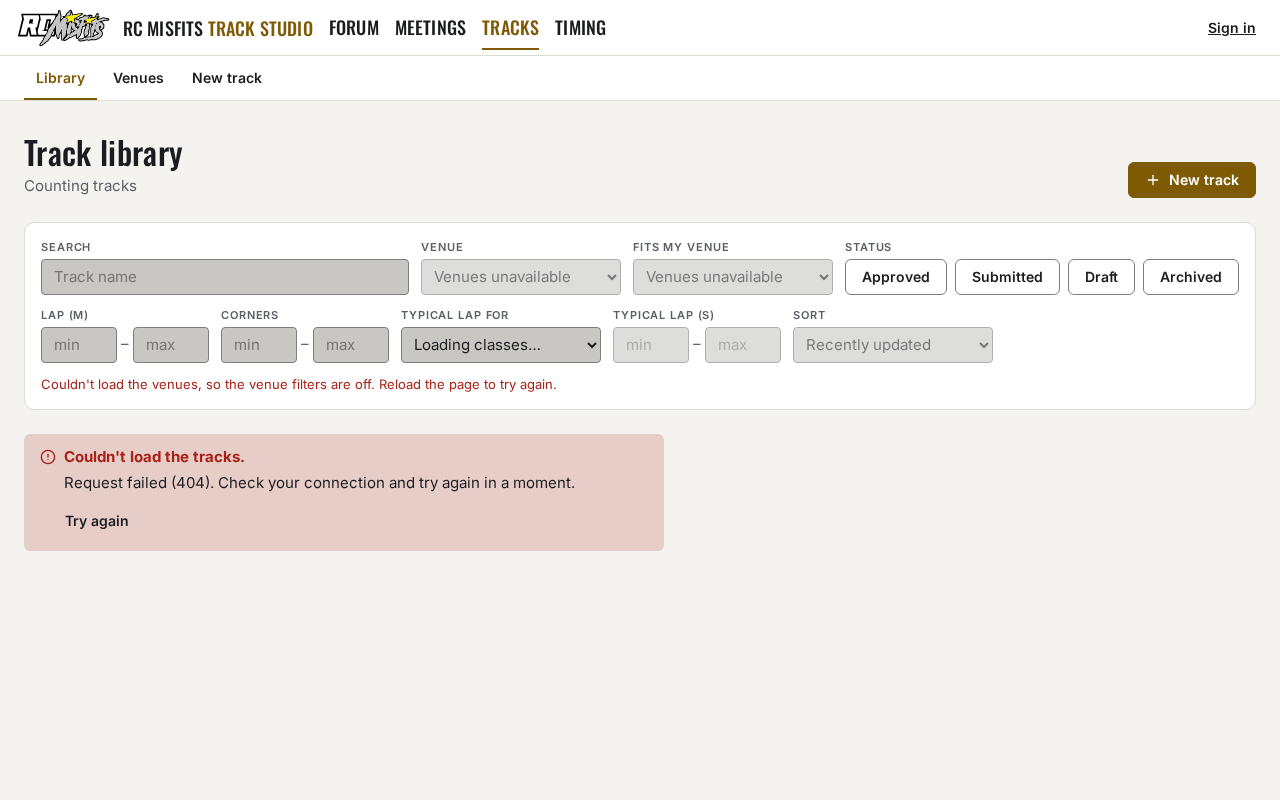 RC Misfits RC MISFITS TRACK STUDIO FORUM MEETINGS TRACKS TIMING Sign in
Library Venues New track
Track library
Counting tracks
+ New track
SEARCH VENUE FITS MY VENUE STATUS
Track name Venues unavailable Venues unavailable Approved Submitted Draft Archived
LAP (M) CORNERS TYPICAL LAP FOR TYPICAL LAP (S) SORT
min – max min – max Loading classes... min – max Recently updated
Couldn't load the venues, so the venue filters are off. Reload the page to try again.
Couldn't load the tracks.
Request failed (404). Check your connection and try again in a moment.
Try again